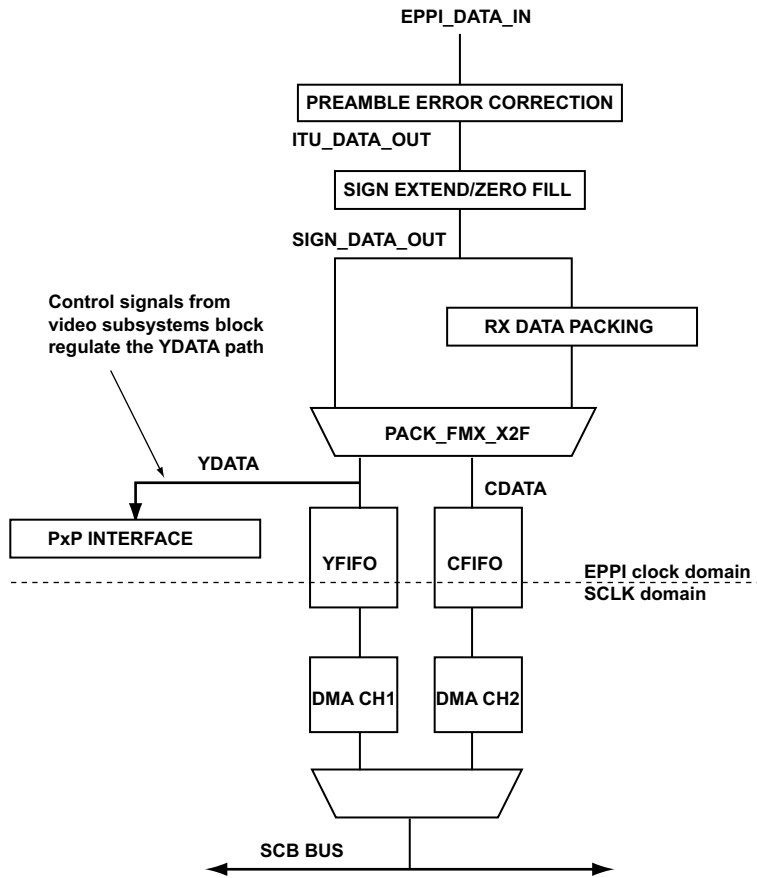 EPPI_DATA_IN
PREAMBLE ERROR CORRECTION
ITU_DATA_OUT
SIGN EXTEND/ZERO FILL
SIGN_DATA_OUT
Control signals from
video subsystems block
regulate the YDATA path
RX DATA PACKING
PACK_FMX_X2F
YDATA
CDATA
PxP INTERFACE
YFIFO
CFIFO
EPPI clock domain
SCLK domain
DMA CH1
DMA CH2
SCB BUS